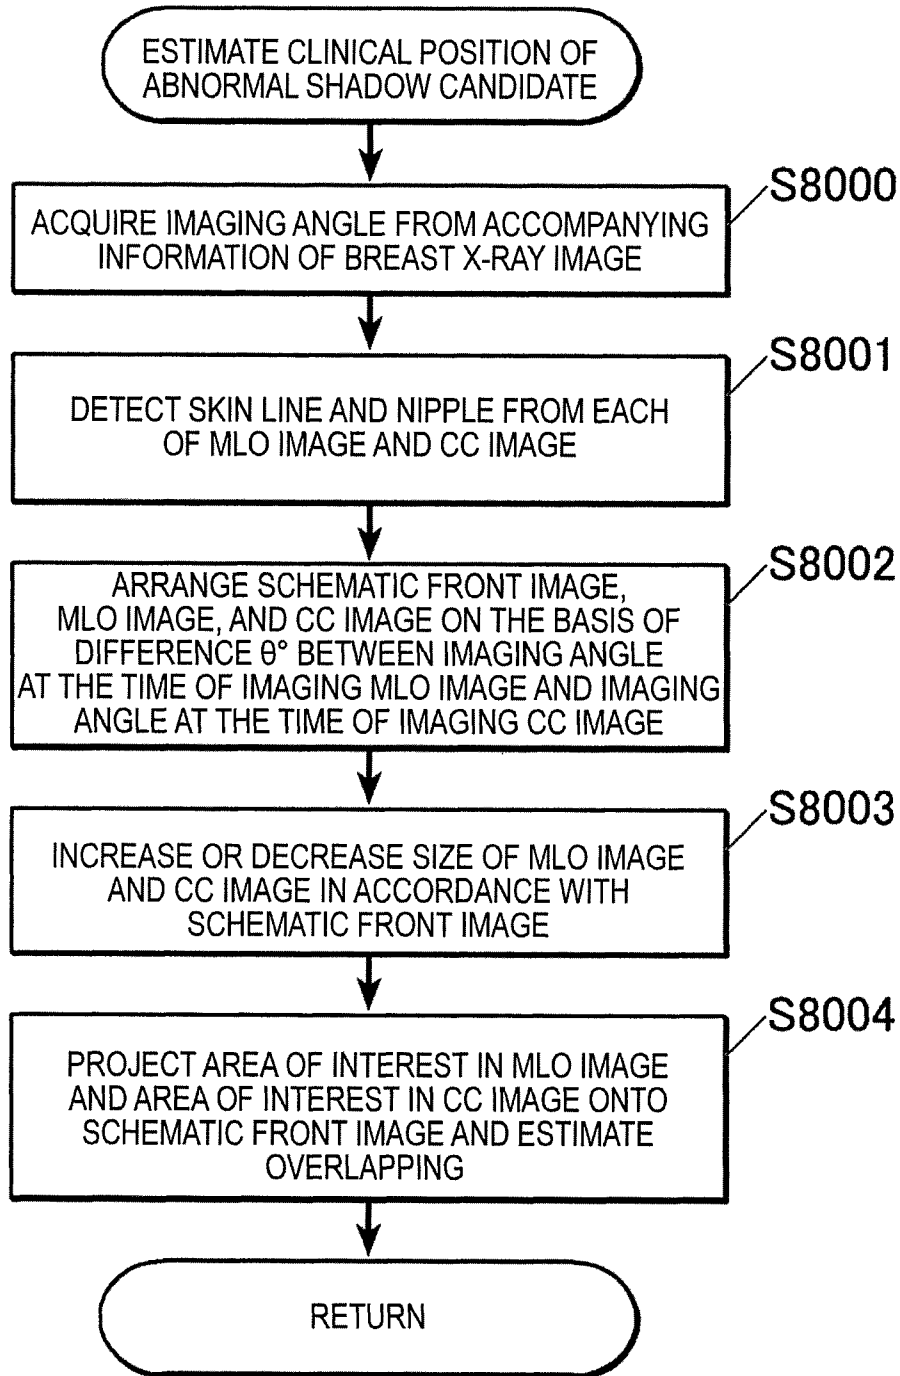 ESTIMATE CLINICAL POSITION OF
ABNORMAL SHADOW CANDIDATE
S8000
ACQUIRE IMAGING ANGLE FROM ACCOMPANYING
INFORMATION OF BREAST X-RAY IMAGE
S8001
DETECT SKIN LINE AND NIPPLE FROM EACH
OF MLO IMAGE AND CC IMAGE
S8002
ARRANGE SCHEMATIC FRONT IMAGE,
MLO IMAGE, AND CC IMAGE ON THE BASIS OF
DIFFERENCE θ° BETWEEN IMAGING ANGLE
AT THE TIME OF IMAGING MLO IMAGE AND IMAGING
ANGLE AT THE TIME OF IMAGING CC IMAGE
S8003
INCREASE OR DECREASE SIZE OF MLO IMAGE
AND CC IMAGE IN ACCORDANCE WITH
SCHEMATIC FRONT IMAGE
S8004
PROJECT AREA OF INTEREST IN MLO IMAGE
AND AREA OF INTEREST IN CC IMAGE ONTO
SCHEMATIC FRONT IMAGE AND ESTIMATE
OVERLAPPING
RETURN